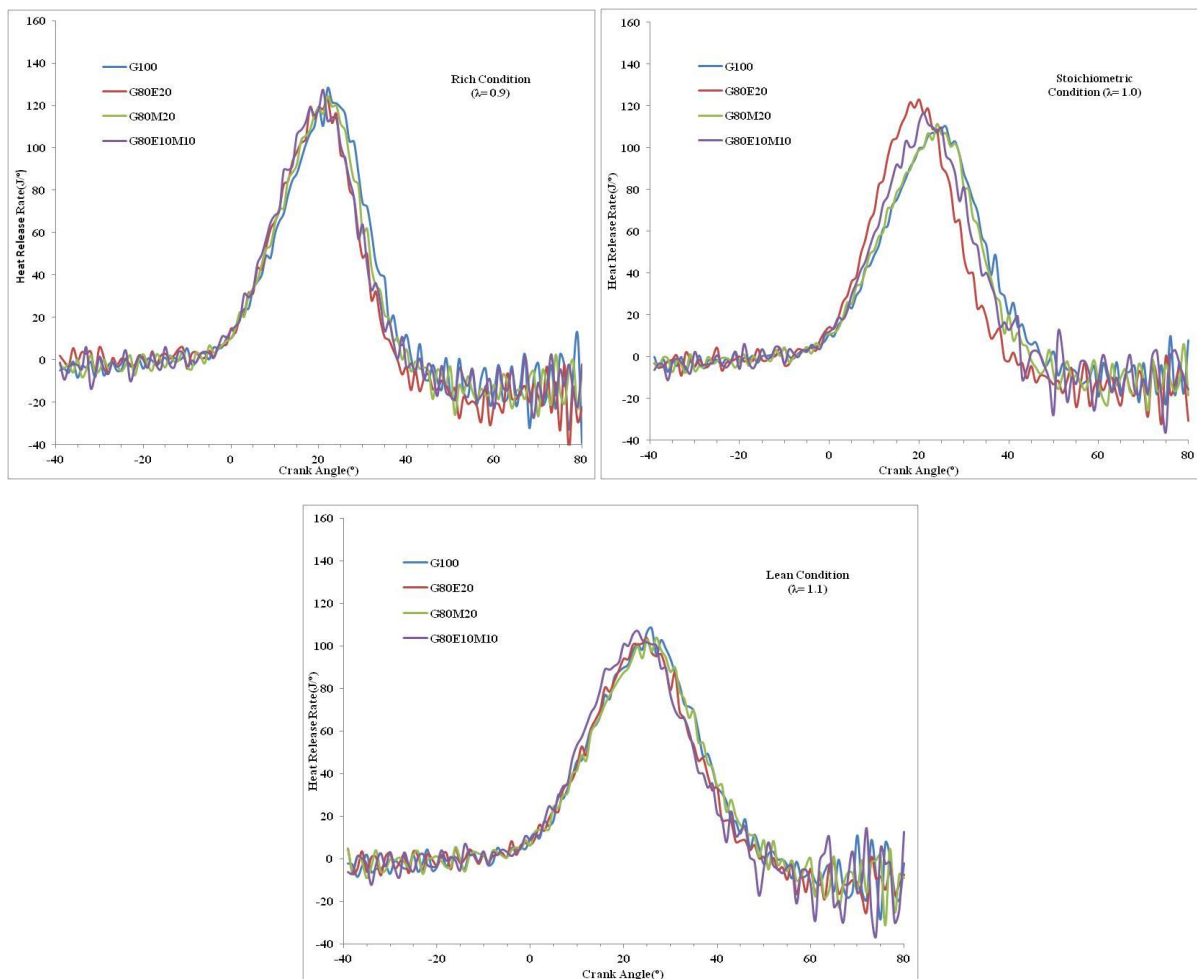 160
140
120
100
80
60
40
20
0
-20
-40
-40 -20 0 20 40 60 80
Heat Release Rate(J/°)
Crank Angle(°)
G100
G80E20
G80M20
G80E10M10
Rich Condition
(λ= 0.9)
160
140
120
100
80
60
40
20
0
-20
-40
-40 -20 0 20 40 60 80
Heat Release Rate(J/°)
Crank Angle(°)
G100
G80E20
G80M20
G80E10M10
Stoichiometric
Condition (λ= 1.0)
160
140
120
100
80
60
40
20
0
-20
-40
-40 -20 0 20 40 60 80
Heat Release Rate(J/°)
Crank Angle(°)
G100
G80E20
G80M20
G80E10M10
Lean Condition
(λ= 1.1)